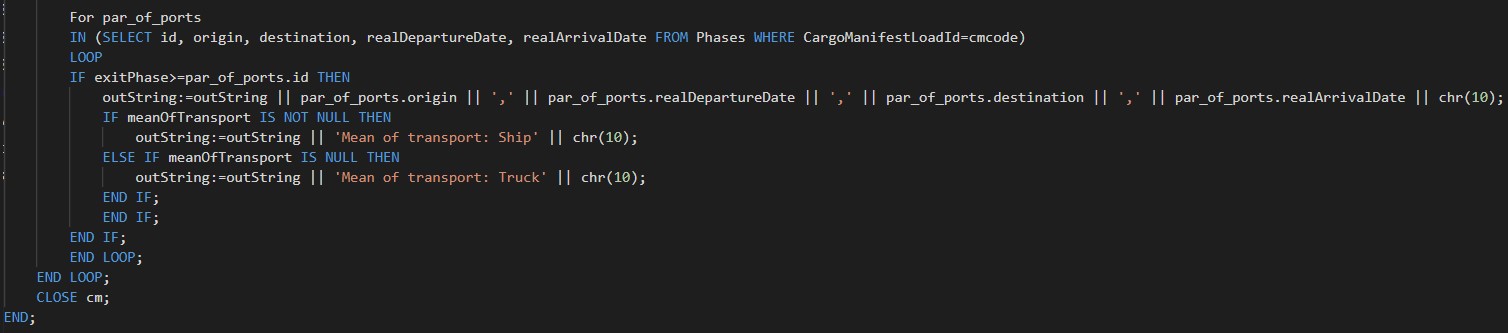 For par_of_ports
IN (SELECT id, origin, destination, realDepartureDate, realArrivalDate FROM Phases WHERE CargoManifestLoadId=cmcode)
LOOP
IF exitPhase>=par_of_ports.id THEN
outString:=outString || par_of_ports.origin || ',' || par_of_ports.realDepartureDate || ',' || par_of_ports.destination || ',' || par_of_ports.realArrivalDate || chr(10);
IF meanOfTransport IS NOT NULL THEN
outString:=outString || 'Mean of transport: Ship' || chr(10);
ELSE IF meanOfTransport IS NULL THEN
outString:=outString || 'Mean of transport: Truck' || chr(10);
END IF;
END IF;
END IF;
END LOOP;
END LOOP;
CLOSE cm;
END;